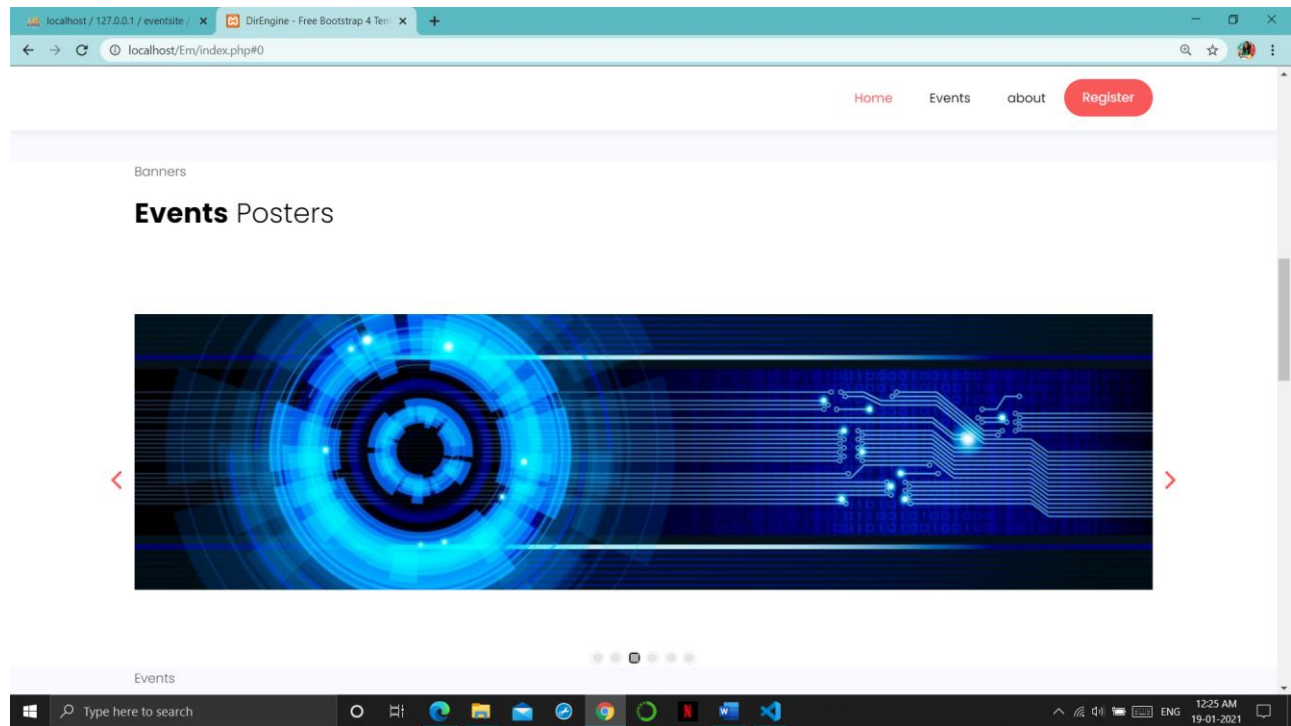 localhost / 127.0.0.1 / eventsite /
DirEngine - Free Bootstrap 4 Tem
localhost/Em/index.php#0
Home Events about Register
Banners
Events Posters
Events
Type here to search
ENG
12:25 AM
19-01-2021